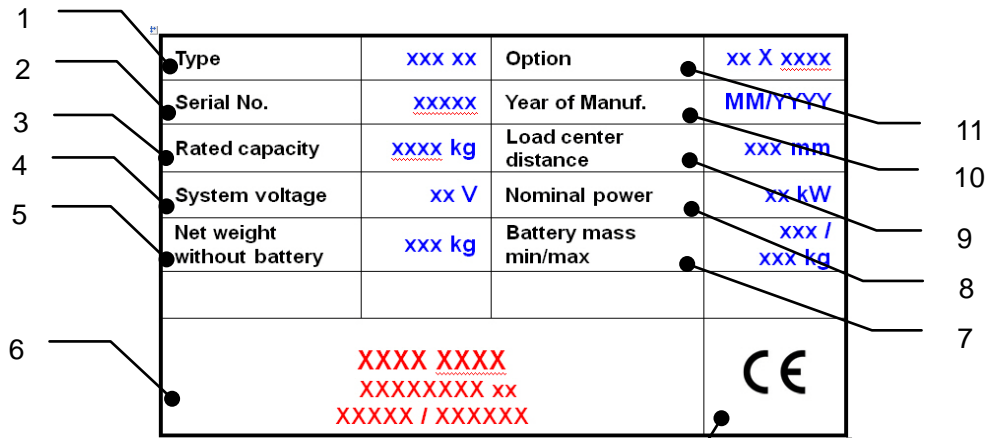 1
2
3
4
5
6
Type xxx xx Option xx X xxxx
Serial No. xxxxx Year of Manuf. MM/YYYY
Rated capacity xxxx kg Load center distance xxx mm
System voltage xx V Nominal power xx kW
Net weight without battery xxx kg Battery mass min/max xxx / xxx kg
XXXX XXXX
XXXXXXXX xx
XXXXX / XXXXXX
CE
11
10
9
8
7